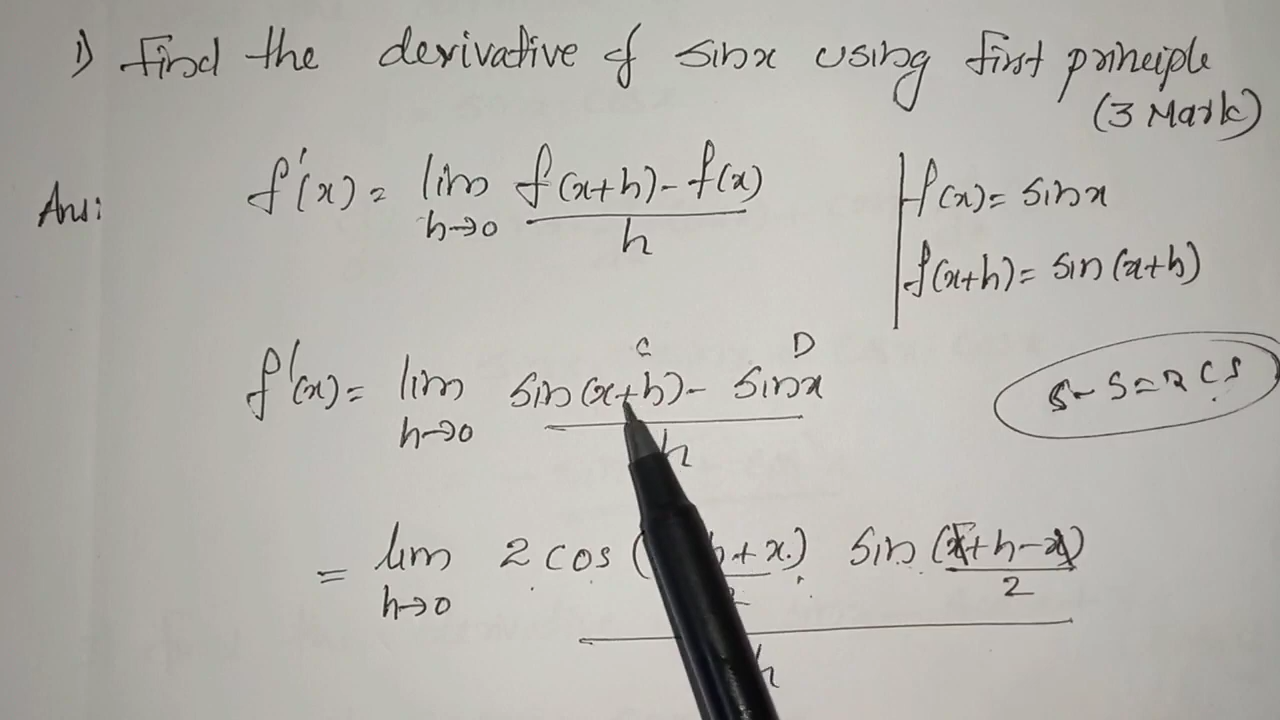 1) Find the derivative of sinx using first principle
(3 Mark)
Ans: f'(x) = lim h→0 f(x+h) - f(x) / h
f(x) = sinx
f(x+h) = sin(x+h)
C D
f'(x) = lim h→0 sin(x+h) - sinx / h
S - S = 2 C S
= lim h→0 2 cos ( h+x ) / 2 sin (x+h-x) / 2 / h